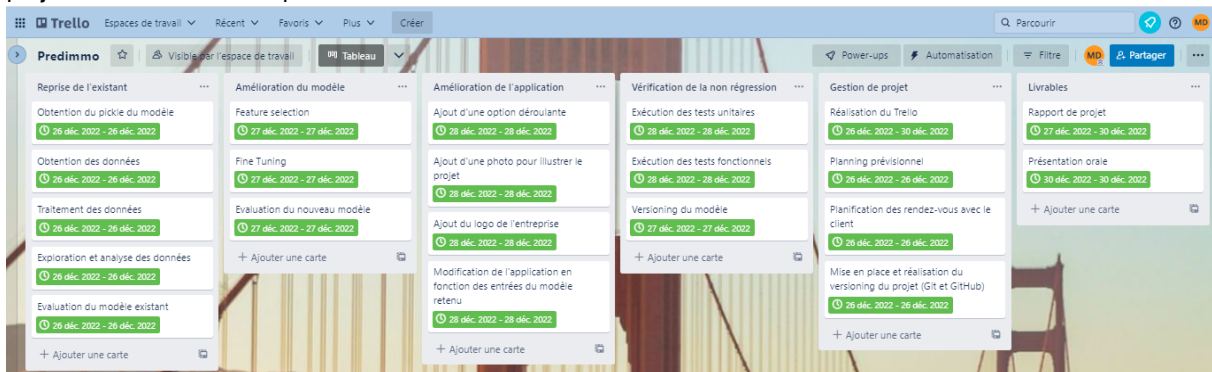 Trello Espaces de travail Récent Favoris Plus Créer Parcourir MD
Predimmo Visible par l'espace de travail Tableau Power-ups Automatisation Filtre MD Partager ...
Reprise de l'existant ...
Obtention du pickle du modèle
26 déc. 2022 - 26 déc. 2022
Obtention des données
26 déc. 2022 - 26 déc. 2022
Traitement des données
26 déc. 2022 - 26 déc. 2022
Exploration et analyse des données
26 déc. 2022 - 26 déc. 2022
Evaluation du modèle existant
26 déc. 2022 - 26 déc. 2022
+ Ajouter une carte
Amélioration du modèle ...
Feature selection
27 déc. 2022 - 27 déc. 2022
Fine Tuning
27 déc. 2022 - 27 déc. 2022
Evaluation du nouveau modèle
27 déc. 2022 - 27 déc. 2022
+ Ajouter une carte
Amélioration de l'application ...
Ajout d'une option déroulante
28 déc. 2022 - 28 déc. 2022
Ajout d'une photo pour illustrer le
projet
28 déc. 2022 - 28 déc. 2022
Ajout du logo de l'entreprise
28 déc. 2022 - 28 déc. 2022
Modification de l'application en
fonction des entrées du modèle
retenu
28 déc. 2022 - 28 déc. 2022
+ Ajouter une carte
Vérification de la non régression ...
Exécution des tests unitaires
28 déc. 2022 - 28 déc. 2022
Exécution des tests fonctionnels
28 déc. 2022 - 28 déc. 2022
Versioning du modèle
27 déc. 2022 - 27 déc. 2022
+ Ajouter une carte
Gestion de projet ...
Réalisation du Trello
26 déc. 2022 - 30 déc. 2022
Planning prévisionnel
26 déc. 2022 - 26 déc. 2022
Planification des rendez-vous avec le
client
26 déc. 2022 - 26 déc. 2022
Mise en place et réalisation du
versioning du projet (Git et GitHub)
26 déc. 2022 - 26 déc. 2022
+ Ajouter une carte
Livrables ...
Rapport de projet
27 déc. 2022 - 30 déc. 2022
Présentation orale
30 déc. 2022 - 30 déc. 2022
+ Ajouter une carte